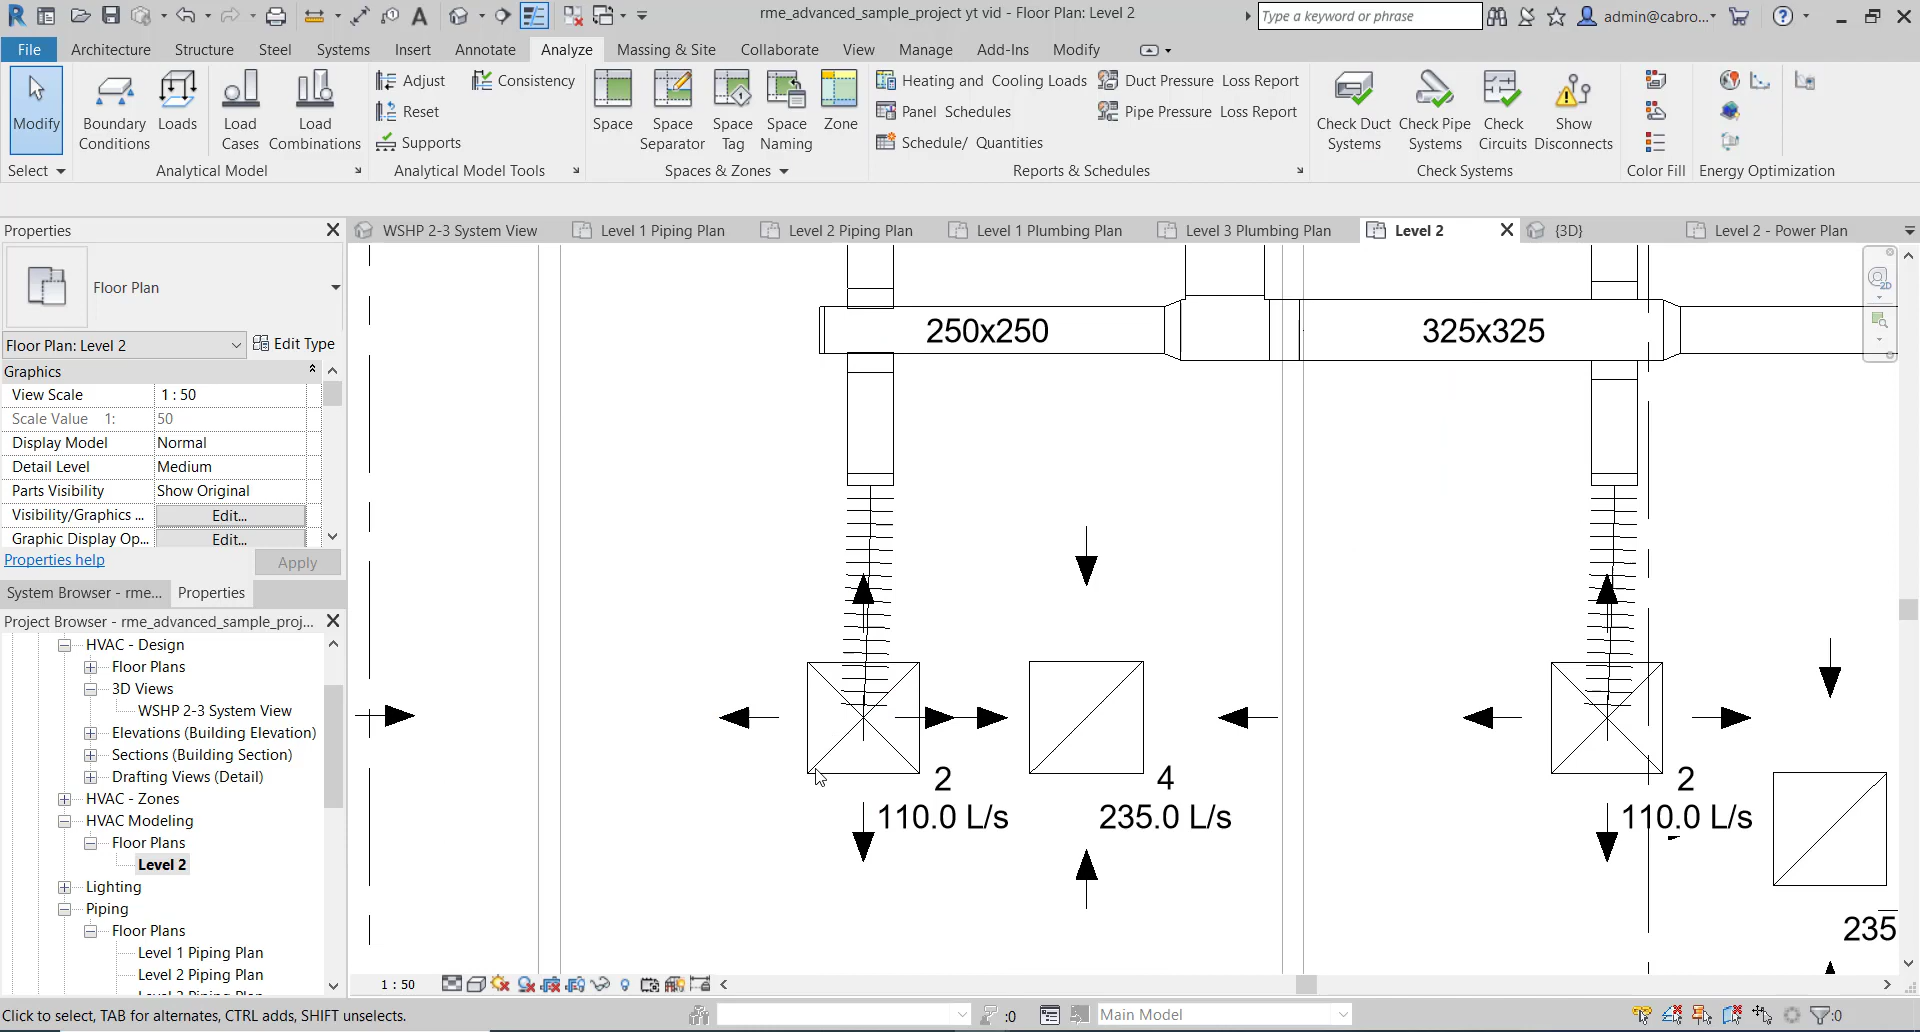 rme_advanced_sample_project yt vid - Floor Plan: Level 2
Type a keyword or phrase
admin@cabro...
File Architecture Structure Steel Systems Insert Annotate Analyze Massing & Site Collaborate View Manage Add-Ins Modify
Modify
Boundary Conditions
Loads
Load Cases
Load Combinations
Adjust
Reset
Supports
Consistency
Space
Space Separator
Space Tag
Space Naming
Zone
Heating and Cooling Loads
Panel Schedules
Schedule/ Quantities
Duct Pressure Loss Report
Pipe Pressure Loss Report
Check Duct Systems
Check Pipe Systems
Check Circuits
Show Disconnects
Select
Analytical Model
Analytical Model Tools
Spaces & Zones
Reports & Schedules
Check Systems
Color Fill
Energy Optimization
Properties
WSHP 2-3 System View
Level 1 Piping Plan
Level 2 Piping Plan
Level 1 Plumbing Plan
Level 3 Plumbing Plan
Level 2
{3D}
Level 2 - Power Plan
Floor Plan
Floor Plan: Level 2
Edit Type
Graphics
View Scale 1 : 50
Scale Value 1: 50
Display Model Normal
Detail Level Medium
Parts Visibility Show Original
Visibility/Graphics ... Edit...
Graphic Display Op... Edit...
Properties help
Apply
System Browser - rme...
Properties
Project Browser - rme_advanced_sample_proj...
HVAC - Design
Floor Plans
3D Views
WSHP 2-3 System View
Elevations (Building Elevation)
Sections (Building Section)
Drafting Views (Detail)
HVAC - Zones
HVAC Modeling
Floor Plans
Level 2
Lighting
Piping
Floor Plans
Level 1 Piping Plan
Level 2 Piping Plan
250x250
325x325
2D
2
110.0 L/s
4
235.0 L/s
2
110.0 L/s
235
1 : 50
Click to select, TAB for alternates, CTRL adds, SHIFT unselects.
:0
Main Model
:0